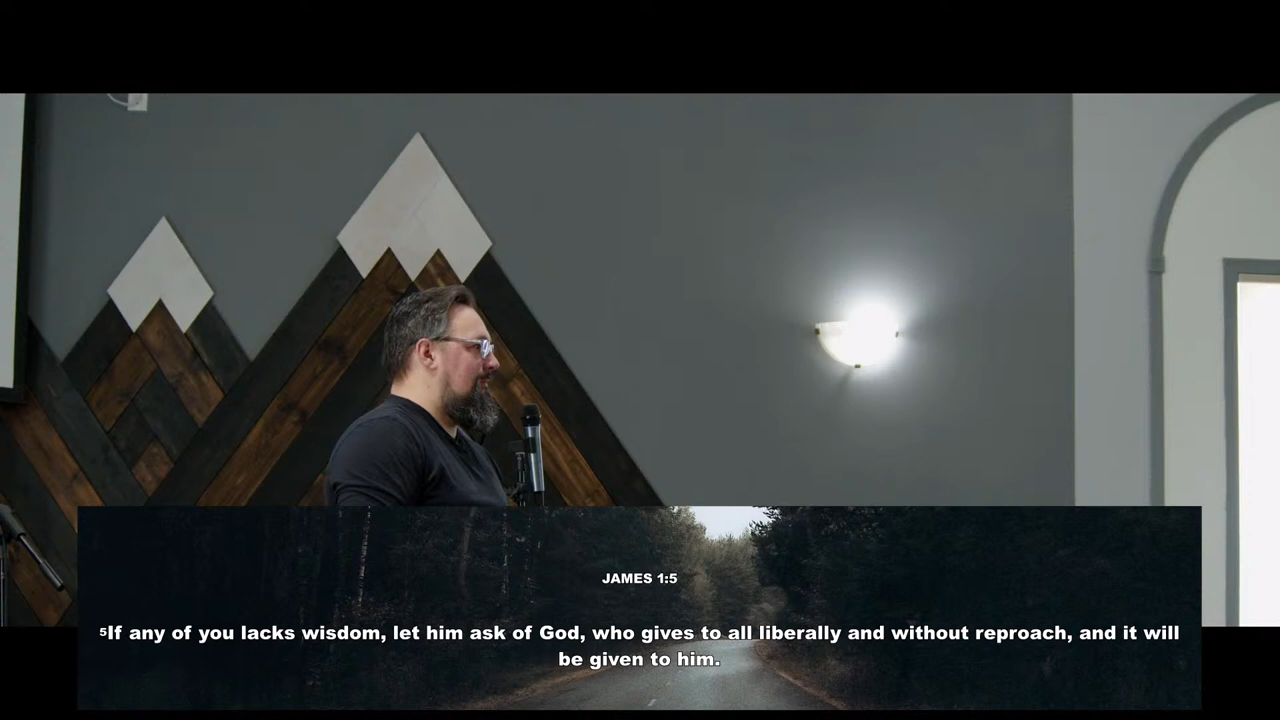 JAMES 1:5
⁵If any of you lacks wisdom, let him ask of God, who gives to all liberally and without reproach, and it will
be given to him.